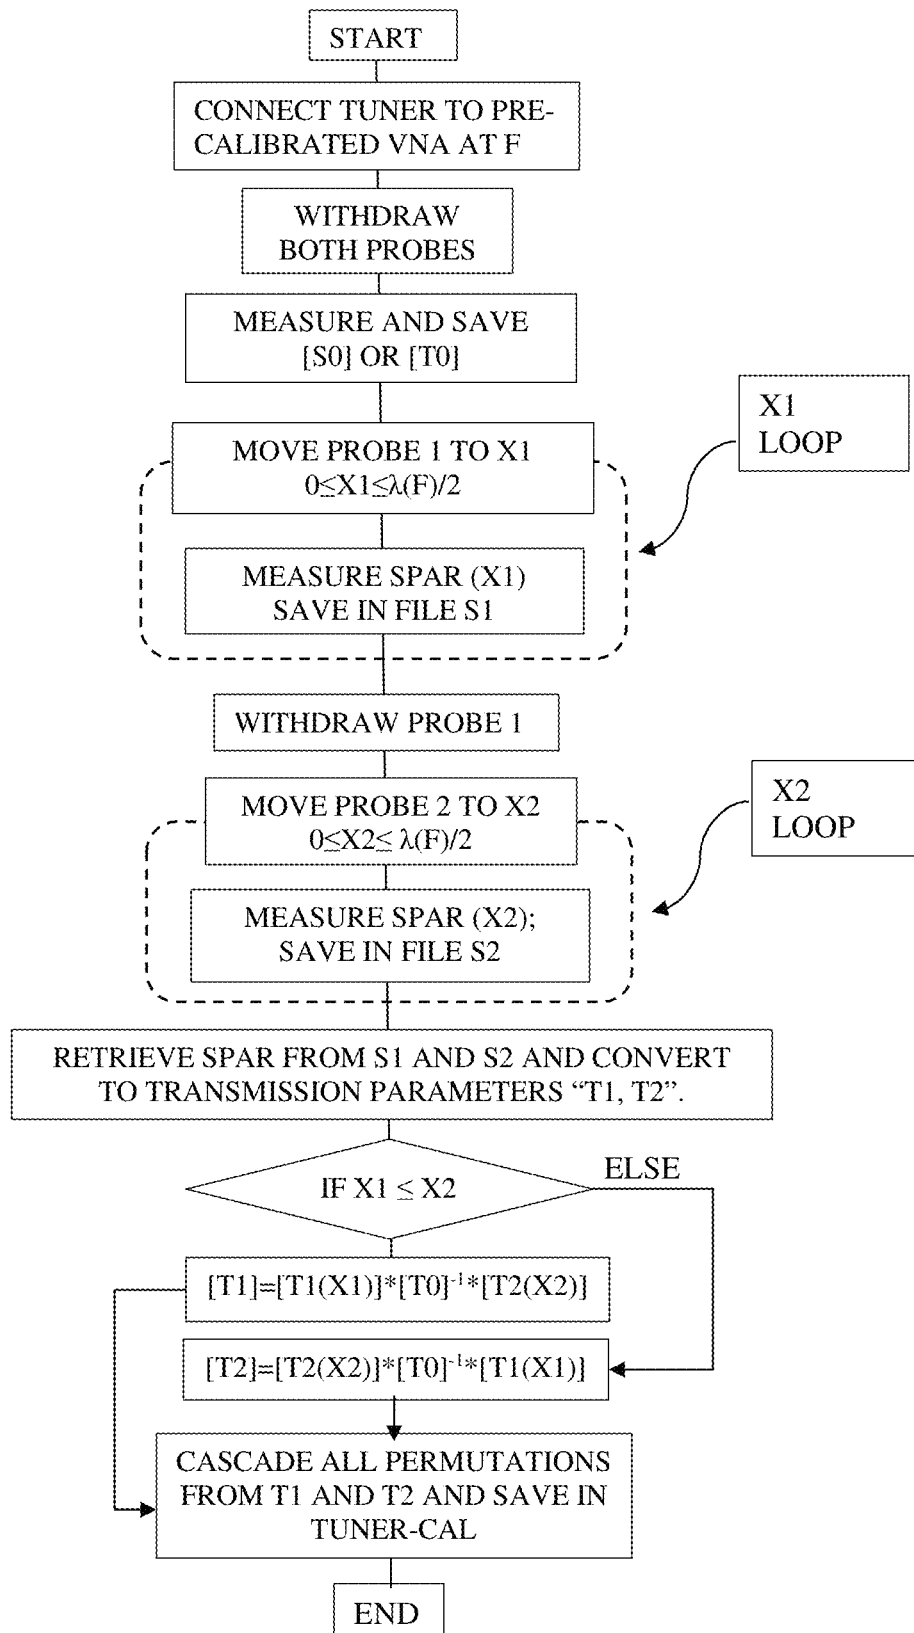 START
CONNECT TUNER TO PRE-
CALIBRATED VNA AT F
WITHDRAW
BOTH PROBES
MEASURE AND SAVE
[S0] OR [T0]
X1
LOOP
MOVE PROBE 1 TO X1
0≤X1≤λ(F)/2
MEASURE SPAR (X1)
SAVE IN FILE S1
WITHDRAW PROBE 1
X2
LOOP
MOVE PROBE 2 TO X2
0≤X2≤ λ(F)/2
MEASURE SPAR (X2);
SAVE IN FILE S2
RETRIEVE SPAR FROM S1 AND S2 AND CONVERT
TO TRANSMISSION PARAMETERS “T1, T2”.
ELSE
IF X1 ≤ X2
[T1]=[T1(X1)]*[T0]⁻¹*[T2(X2)]
[T2]=[T2(X2)]*[T0]⁻¹*[T1(X1)]
CASCADE ALL PERMUTATIONS
FROM T1 AND T2 AND SAVE IN
TUNER-CAL
END